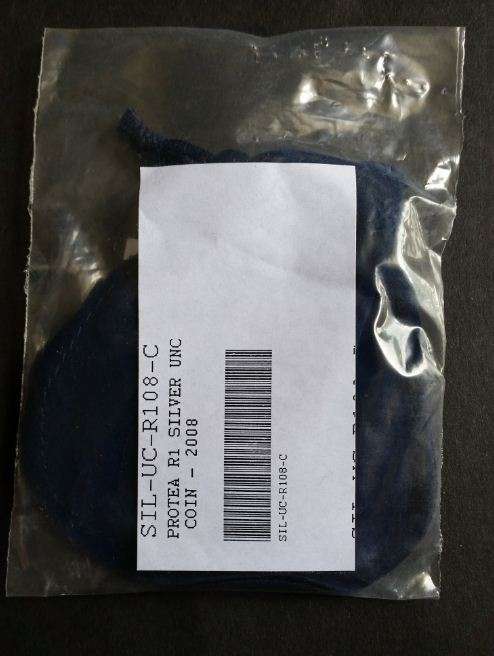 SIL-UC-R108-C
PROTEA R1 SILVER UNC
COIN - 2008
SIL-UC-R108-C